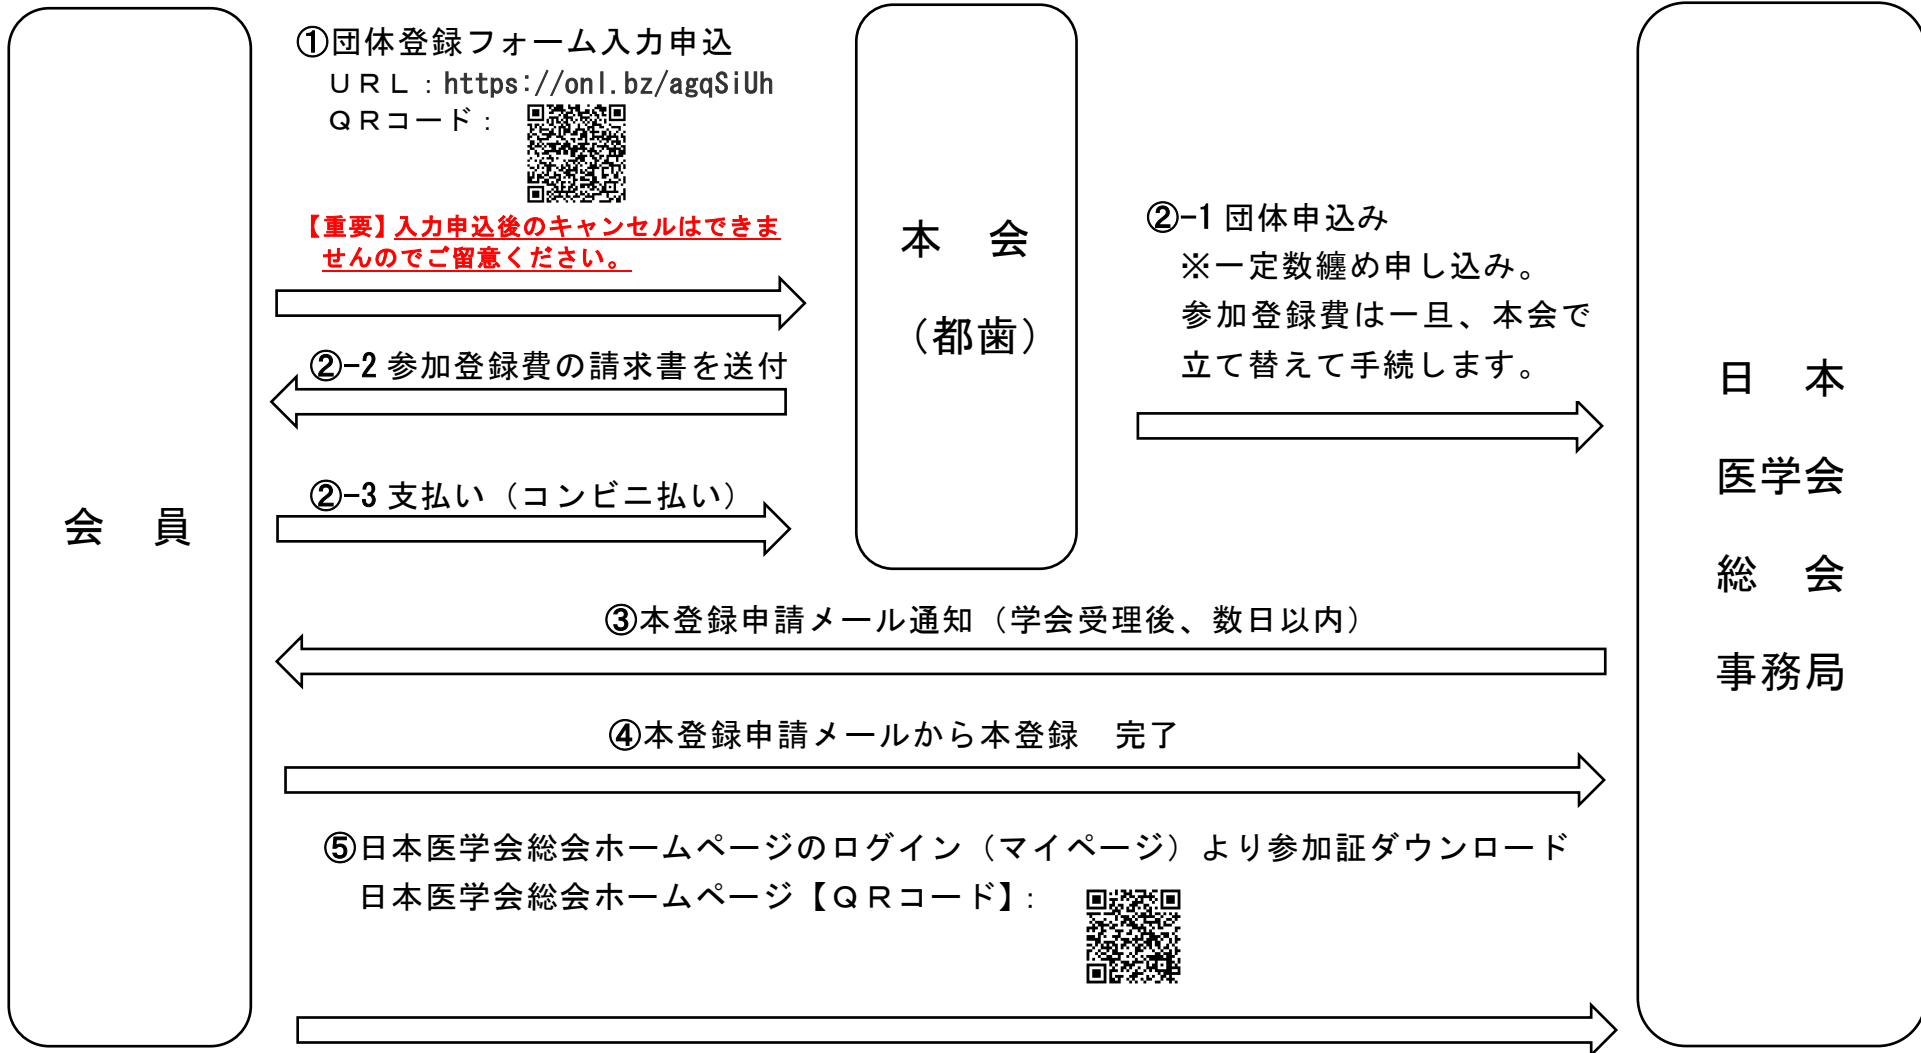 会　員
①団体登録フォーム入力申込
ＵＲＬ：https://onl.bz/agqSiUh
ＱＲコード：
【重要】入力申込後のキャンセルはできま
せんのでご留意ください。
②-2 参加登録費の請求書を送付
②-3 支払い（コンビニ払い）
本　会
（都歯）
②-1 団体申込み
※一定数纏め申し込み。
参加登録費は一旦、本会で
立て替えて手続します。
日　本
医学会
総　会
事務局
③本登録申請メール通知（学会受理後、数日以内）
④本登録申請メールから本登録　完了
⑤日本医学会総会ホームページのログイン（マイページ）より参加証ダウンロード
日本医学会総会ホームページ【ＱＲコード】：